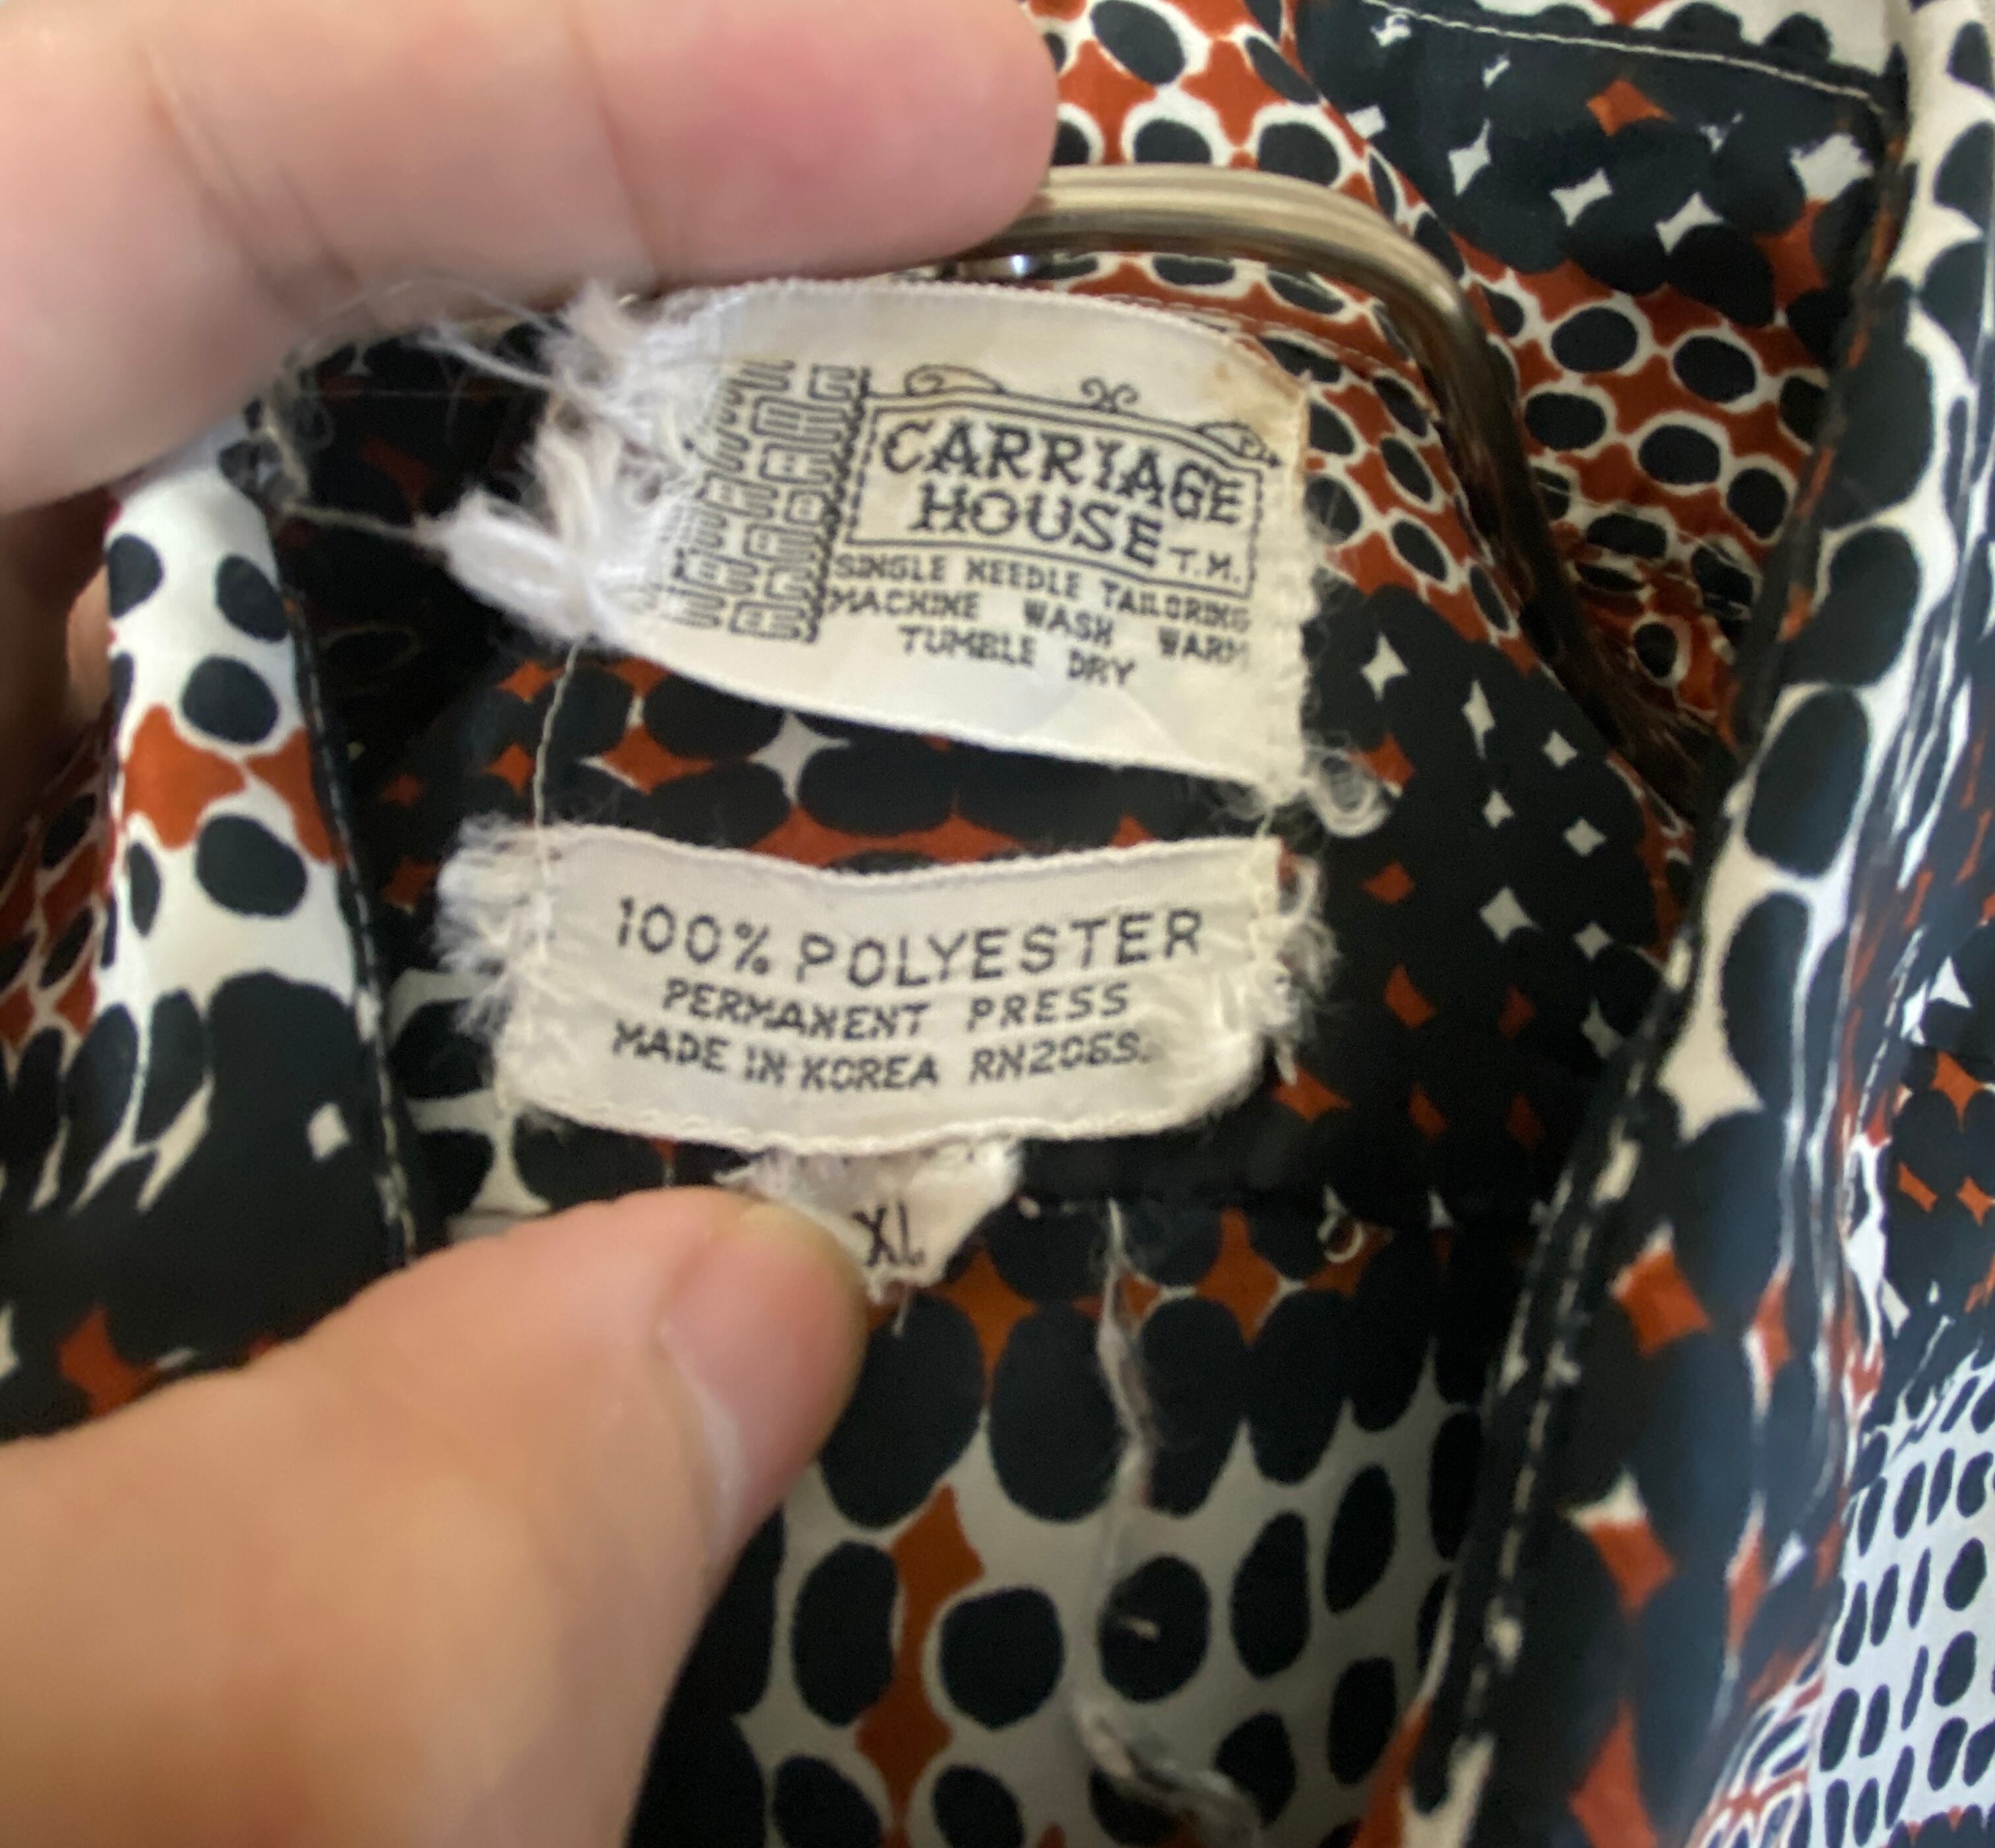 CARRIAGE
HOUSE T.M.
SINGLE NEEDLE TAILORING
MACHINE WASH WARM
TUMBLE DRY
100% POLYESTER
PERMANENT PRESS
MADE IN KOREA
XL